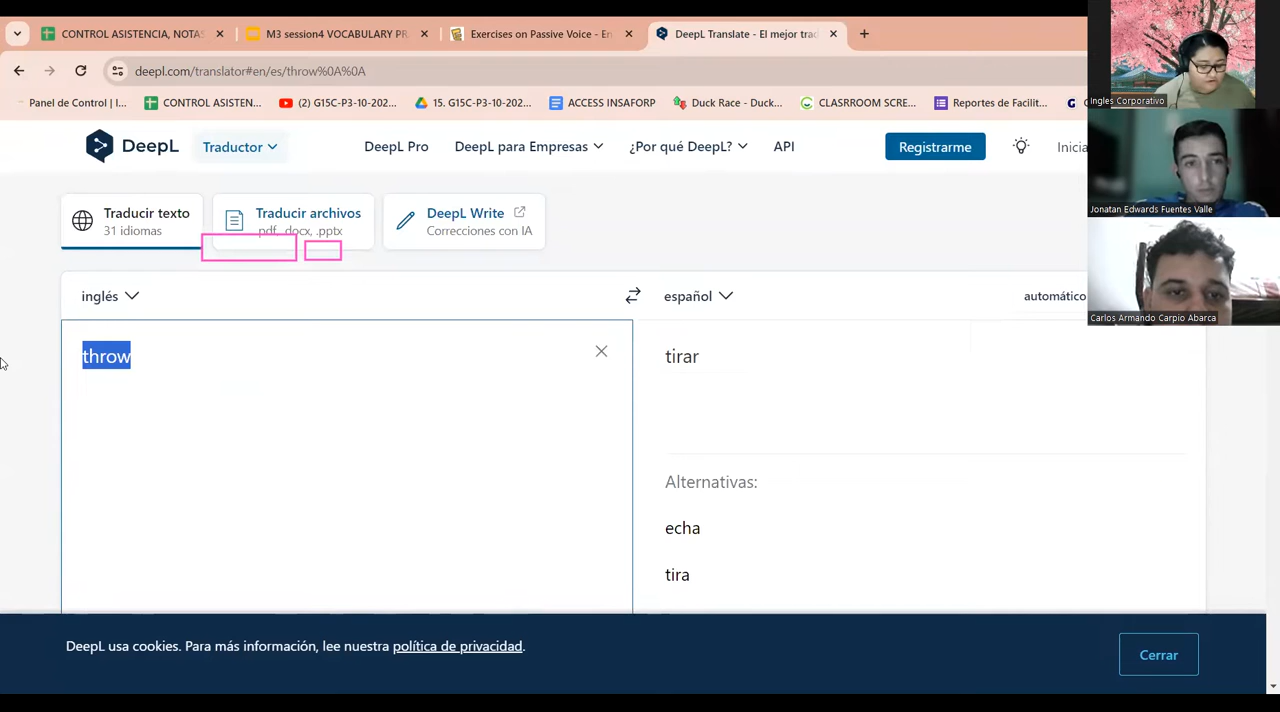 CONTROL ASISTENCIA, NOTAS
M3 session4 VOCABULARY PR
Exercises on Passive Voice - En
DeepL Translate - El mejor trad
deepl.com/translator#en/es/throw%0A%0A
Panel de Control | I...
CONTROL ASISTEN...
(2) G15C-P3-10-202...
15. G15C-P3-10-202...
ACCESS INSAFORP
Duck Race - Duck...
CLASRROOM SCRE...
Reportes de Facilit...
Ingles Corporativo
DeepL
Traductor
DeepL Pro
DeepL para Empresas
¿Por qué DeepL?
API
Registrarme
Inicia
Jonatan Edwards Fuentes Valle
Traducir texto
31 idiomas
Traducir archivos
.pdf, .docx, .pptx
DeepL Write
Correcciones con IA
inglés
español
automático
Carlos Armando Carpio Abarca
throw
tirar
Alternativas:
echa
tira
DeepL usa cookies. Para más información, lee nuestra política de privacidad.
Cerrar